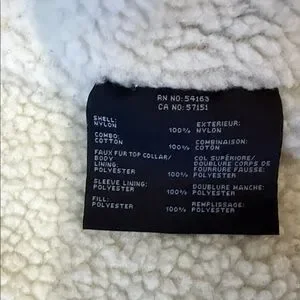 RN NO: 54163
CA NO: 57151
SHELL:
NYLON 100% EXTERIEUR:
NYLON
COMBO:
COTTON 100% COMBINAISON:
COTON
FAUX FUR TOP COLLAR/
BODY
LINING:
POLYESTER 100% COL SUPÉRIORE/
DOUBLURE CORPS DE
FOURRURE FAUSSE:
POLYESTER
SLEEVE LINING:
POLYESTER 100% DOUBLURE MANCHE:
POLYESTER
FILL:
POLYESTER 100% REMPLISSAGE:
POLYESTER